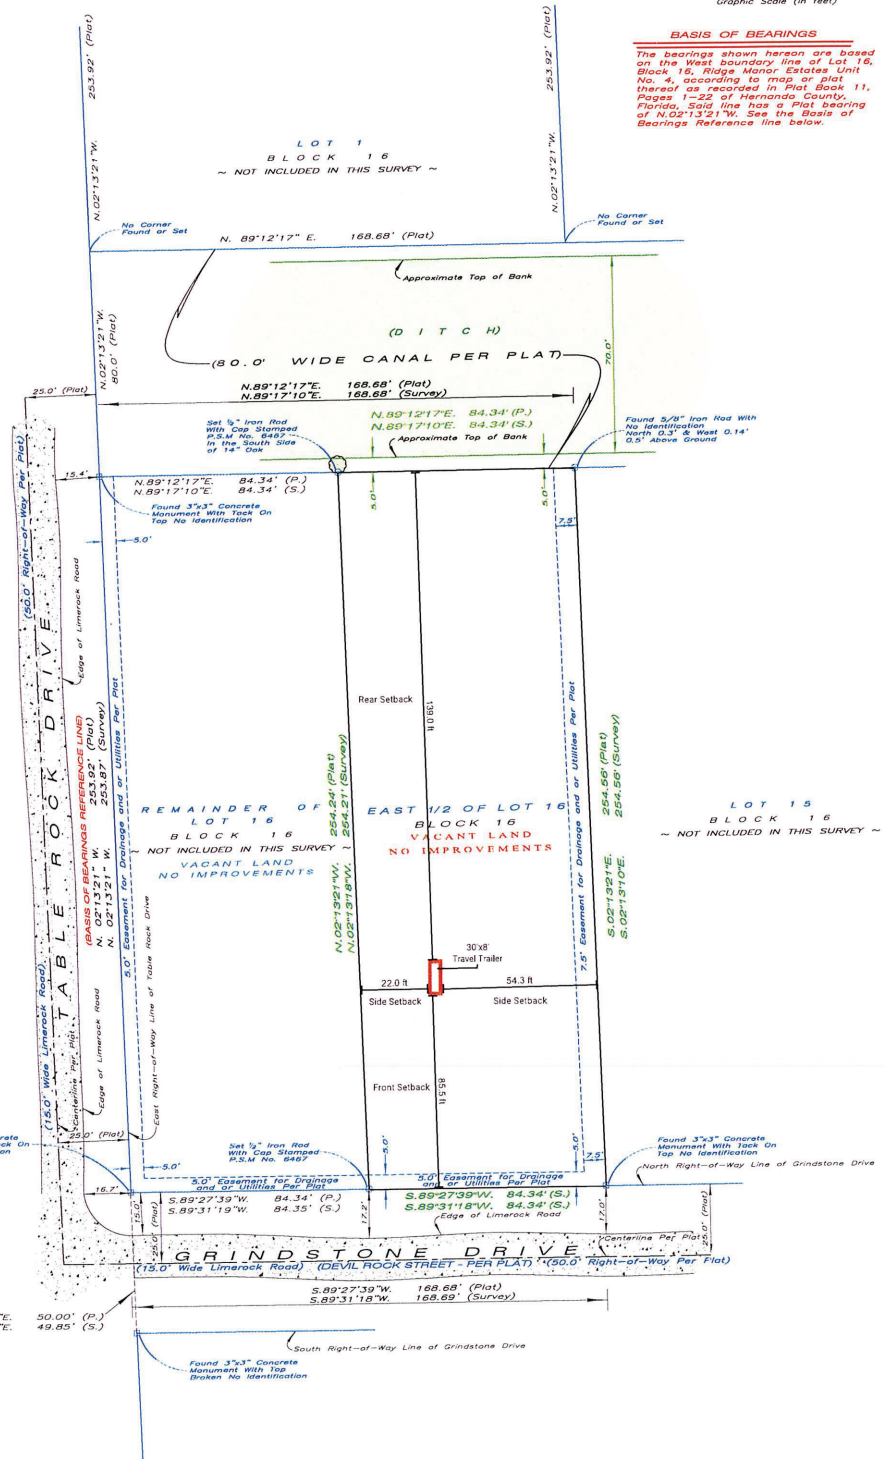 Graphic Scale (In feet)
BASIS OF BEARINGS
The bearings shown hereon are based
on the West boundary line of Lot 16,
Block 16, Ridge Manor Estates Unit
No. 4, according to map or plat
thereof as recorded in Plat Book 11,
Pages 1-22 of Hernando County,
Florida, Said line has a Plat bearing
of N.02°13'21"W. See the Basis of
Bearings Reference line below.
N.02°13'21"W. 253.92' (Plat)
N.02°13'21"W. 253.92' (Plat)
LOT 1
BLOCK 16
~ NOT INCLUDED IN THIS SURVEY ~
No Corner
Found or Set
No Corner
Found or Set
N. 89°12'17" E. 168.68' (Plat)
Approximate Top of Bank
(DITCH)
(80.0' WIDE CANAL PER PLAT)
70.0'
N.02°13'21"W.
80.0' (Plat)
25.0' (Plat)
N.89°12'17"E. 168.68' (Plat)
N.89°17'10"E. 168.68' (Survey)
Set ½" Iron Rod
With Cap Stamped
P.S.M No. 6467
In the South Side
of 14" Oak
N.89°12'17"E. 84.34' (P.)
N.89°17'10"E. 84.34' (S.)
Approximate Top of Bank
Found 5/8" Iron Rod With
No Identification
North 0.3' & West 0.14'
0.5' Above Ground
15.4'
N.89°12'17"E. 84.34' (P.)
N.89°17'10"E. 84.34' (S.)
5.0'
5.0'
7.5'
Found 3"x3" Concrete
Monument With Tack On
Top No Identification
5.0'
(50.0' Right-of-Way Per Plat)
TABLE ROCK DRIVE
(15.0' Wide Limerock Road)
Edge of Limerock Road
(BASIS OF BEARINGS REFERENCE LINE)
N. 02°13'21" W. 253.92' (Plat)
N. 02°13'21" W. 253.87' (Survey)
5.0' Easement for Drainage and or Utilities Per Plat
Rear Setback
139.0 ft
N.02°13'21"W. 254.24' (Plat)
N.02°13'18"W. 254.21' (Survey)
7.5' Easement for Drainage and or Utilities Per Plat
S.02°13'21"E. 254.56' (Plat)
S.02°13'10"E. 254.56' (Survey)
REMAINDER OF
LOT 16
BLOCK 16
~ NOT INCLUDED IN THIS SURVEY ~
VACANT LAND
NO IMPROVEMENTS
EAST 1/2 OF LOT 16
BLOCK 16
VACANT LAND
NO IMPROVEMENTS
LOT 15
BLOCK 16
~ NOT INCLUDED IN THIS SURVEY ~
30'x8'
Travel Trailer
22.0 ft
54.3 ft
Side Setback
Side Setback
Front Setback
85.5 ft
Centerline Per Plat
Edge of Limerock Road
East Right-of-Way Line of Table Rock Drive
25.0' (Plat)
5.0'
Set ½" Iron Rod
With Cap Stamped
P.S.M No. 6467
5.0'
5.0'
7.5'
Found 3"x3" Concrete
Monument With Tack On
Top No Identification
North Right-of-Way Line of Grindstone Drive
5.0' Easement for Drainage
and or Utilities Per Plat
5.0' Easement for Drainage
and or Utilities Per Plat
16.7'
S.89°27'39"W. 84.34' (P.)
S.89°31'19"W. 84.35' (S.)
S.89°27'39"W. 84.34' (S.)
S.89°31'18"W. 84.34' (S.)
15.0'
25.0' (Plat)
17.2'
17.0'
25.0' (Plat)
Edge of Limerock Road
Centerline Per Plat
GRINDSTONE DRIVE
(15.0' Wide Limerock Road) (DEVIL ROCK STREET - PER PLAT) (50.0' Right-of-Way Per Plat)
S.89°27'39"W. 168.68' (Plat)
S.89°31'18"W. 168.69' (Survey)
"E. 50.00' (P.)
"E. 49.85' (S.)
South Right-of-Way Line of Grindstone Drive
Found 3"x3" Concrete
Monument With Top
Broken No Identification